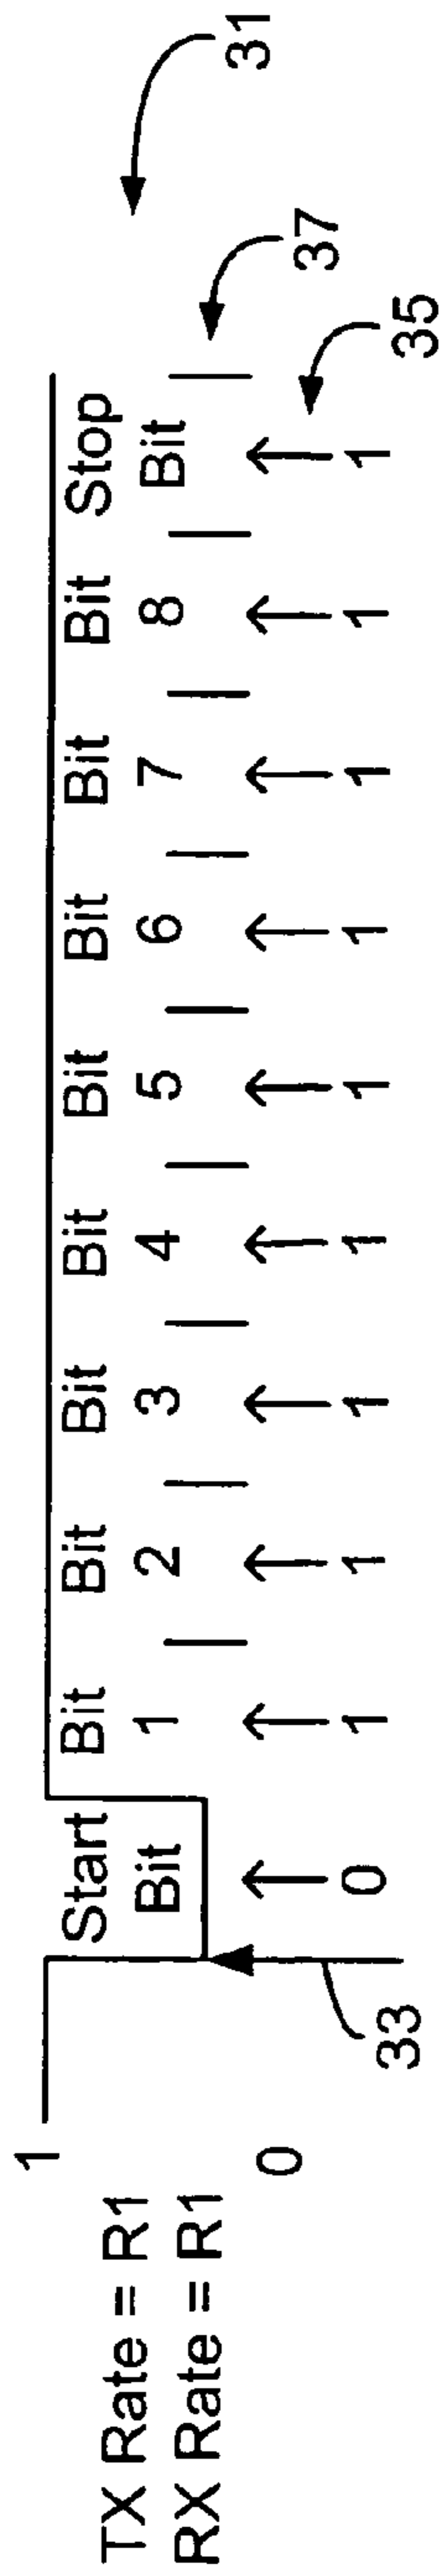 TX Rate = R1
RX Rate = R1
1
0
Start Bit
Bit 1
Bit 2
Bit 3
Bit 4
Bit 5
Bit 6
Bit 7
Bit 8
Stop Bit
0 1 1 1 1 1 1 1 1 1
33
35
37
31